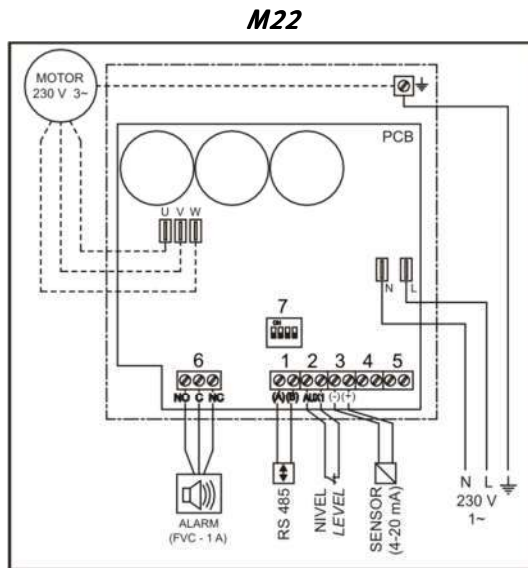 M22
MOTOR
230 V 3~
PCB
U V W
N L
7
ON
6
1 2 3 4 5
NO C NC
(A) (B) AUX1 (-) (+)
ALARM
(FVC - 1 A)
RS 485
NIVEL
LEVEL
SENSOR
(4-20 mA)
N L
230 V
1~